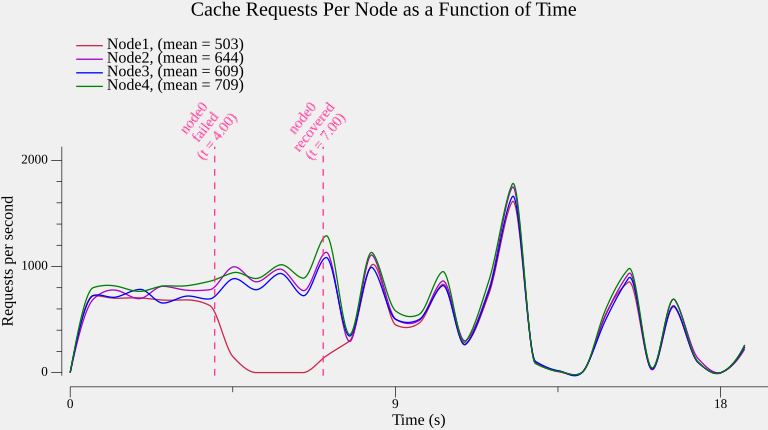 Cache Requests Per Node as a Function of Time
Node1, (mean = 503)
Node2, (mean = 644)
Node3, (mean = 609)
Node4, (mean = 709)
node0
failed
(t = 4.00)
node0
recovered
(t = 7.00)
2000
1000
0
Requests per second
0
9
18
Time (s)